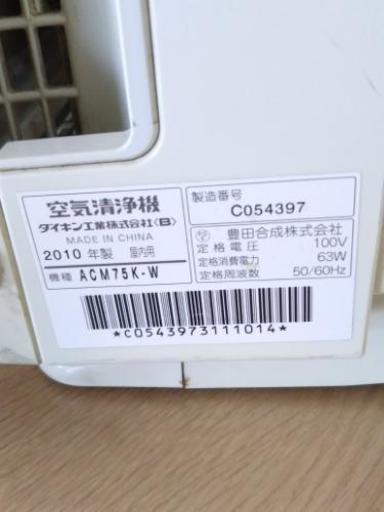 空気清浄機
ダイキン工業株式会社〈B〉
MADE IN CHINA
2010 年製 屋内用
機種 ACM75K-W
製造番号
C054397
豊田合成株式会社
定格電圧 100V
定格消費電力 63W
定格周波数 50/60Hz
*C0543973111014*